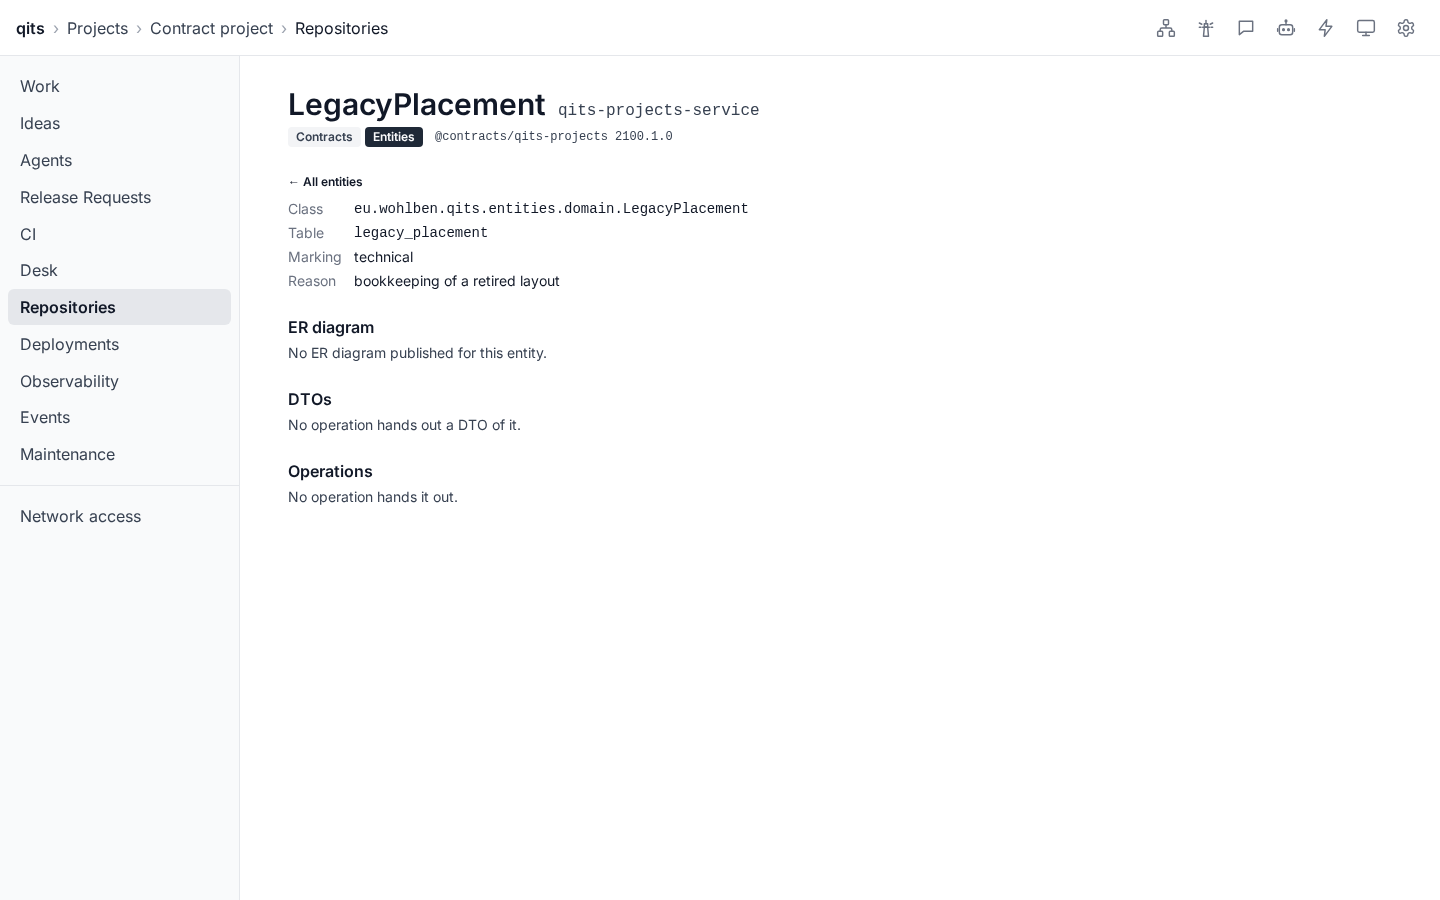 qits › Projects › Contract project › Repositories
Work
Ideas
Agents
Release Requests
CI
Desk
Repositories
Deployments
Observability
Events
Maintenance
Network access
LegacyPlacement qits-projects-service
Contracts Entities @contracts/qits-projects 2100.1.0
← All entities
Class eu.wohlben.qits.entities.domain.LegacyPlacement
Table legacy_placement
Marking technical
Reason bookkeeping of a retired layout
ER diagram
No ER diagram published for this entity.
DTOs
No operation hands out a DTO of it.
Operations
No operation hands it out.